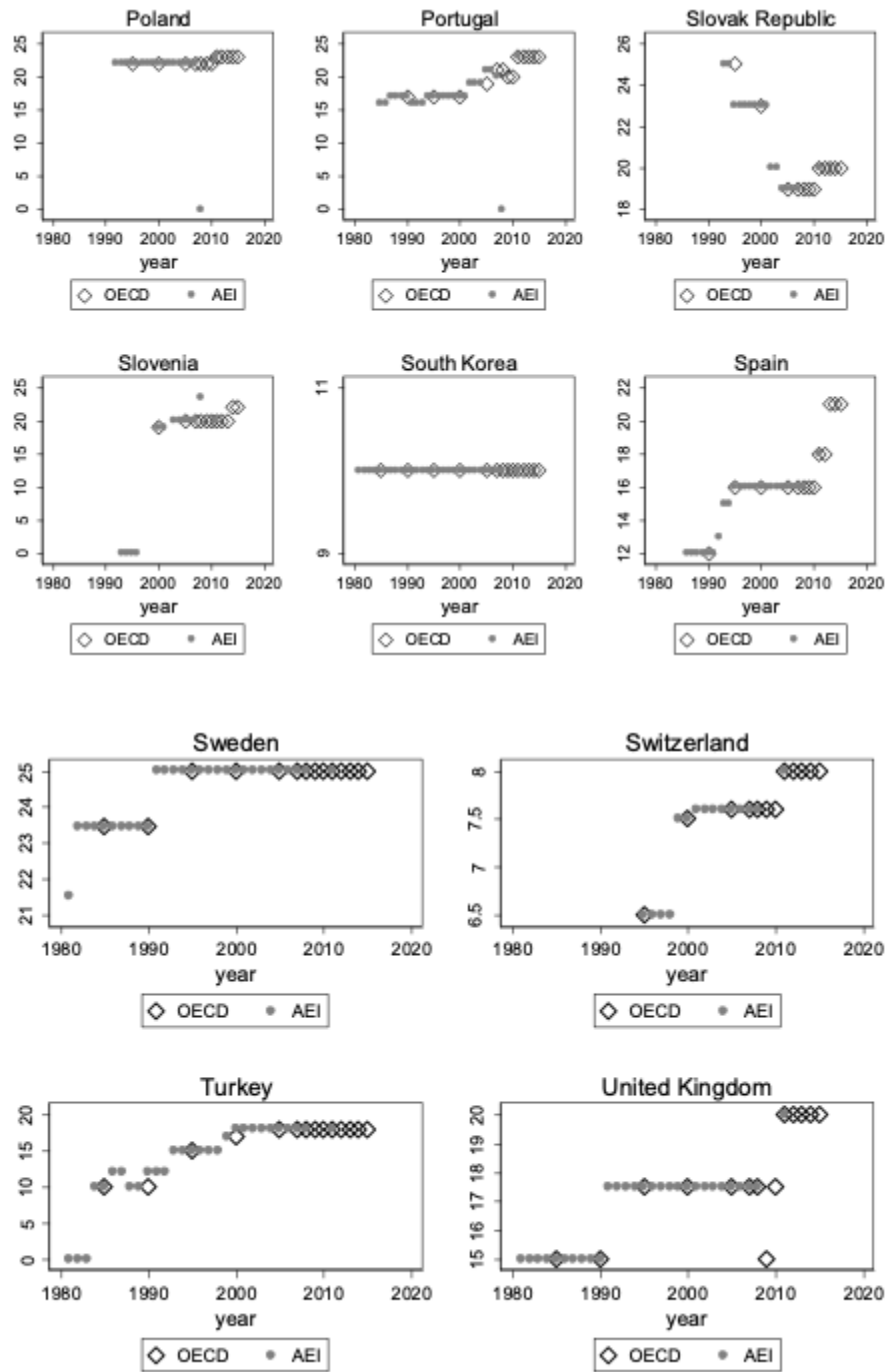 Poland Portugal Slovak Republic
25 25 26
20 20 24
15 15 22
10 10 20
5 5
0 0 18
1980 1990 2000 2010 2020 1980 1990 2000 2010 2020 1980 1990 2000 2010 2020
year year year
OECD AEI OECD AEI OECD AEI
Slovenia South Korea Spain
25 11 22
20 20
15 18
10 16
5 14
0 9 12
1980 1990 2000 2010 2020 1980 1990 2000 2010 2020 1980 1990 2000 2010 2020
year year year
OECD AEI OECD AEI OECD AEI
Sweden Switzerland
25 8
24 7.5
23 7
22
21 6.5
1980 1990 2000 2010 2020 1980 1990 2000 2010 2020
year year
OECD AEI OECD AEI
Turkey United Kingdom
20 20
15 19
10 18
5 17
0 16
15
1980 1990 2000 2010 2020 1980 1990 2000 2010 2020
year year
OECD AEI OECD AEI